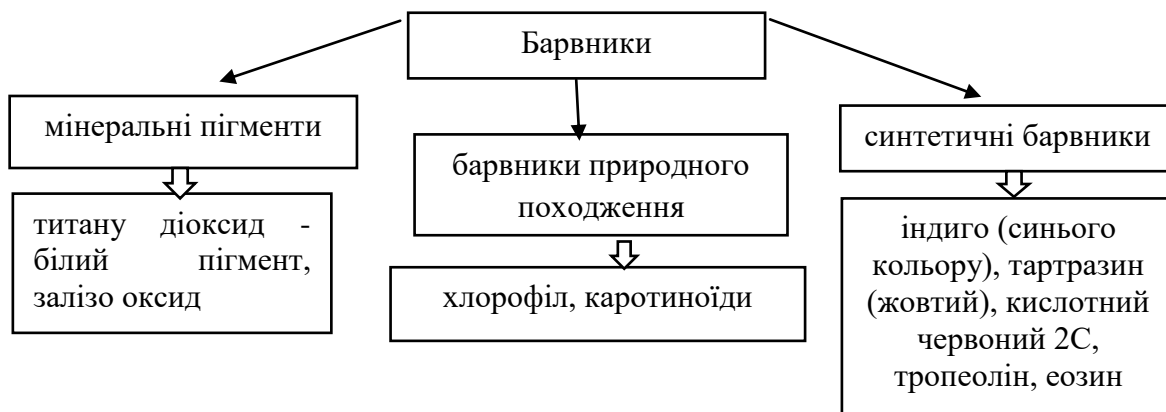 Барвники
мінеральні пігменти
титану діоксид -
білий пігмент,
залізо оксид
барвники природного
походження
хлорофіл, каротиноїди
синтетичні барвники
індиго (синього
кольору), тартразин
(жовтий), кислотний
червоний 2С,
тропеолін, еозин